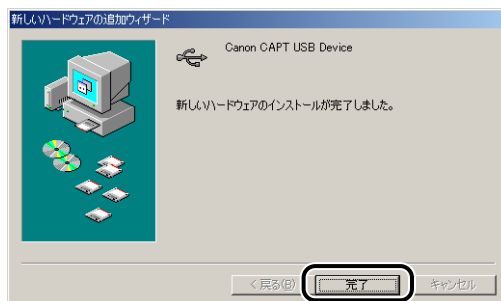 新しいハードウェアの追加ウィザード
Canon CAPT USB Device
新しいハードウェアのインストールが完了しました。
< 戻る(B)
完了
キャンセル